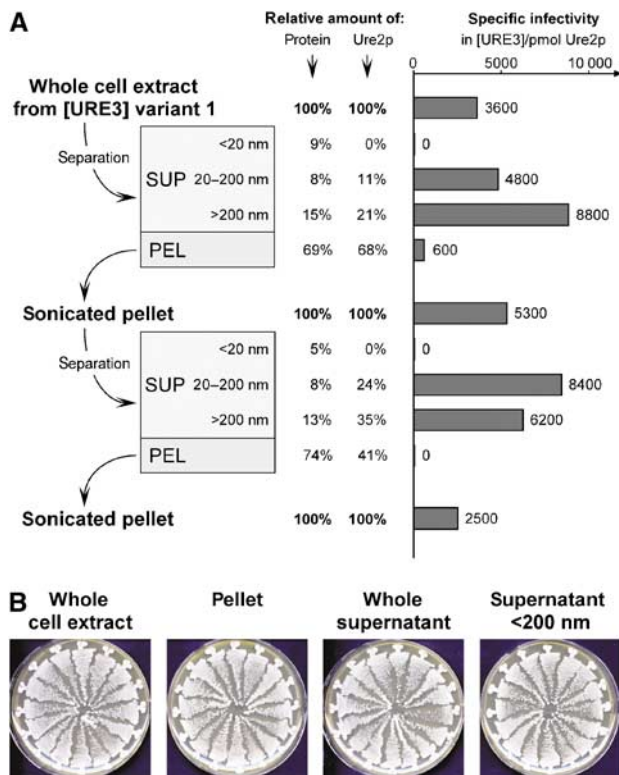 A
Relative amount of:
Protein Ure2p
Specific infectivity
in [URE3]/pmol Ure2p
0 5000 10 000
Whole cell extract
from [URE3] variant 1 100% 100% 3600
Separation
SUP
<20 nm 9% 0% 0
20–200 nm 8% 11% 4800
>200 nm 15% 21% 8800
PEL 69% 68% 600
Sonicated pellet 100% 100% 5300
Separation
SUP
<20 nm 5% 0% 0
20–200 nm 8% 24% 8400
>200 nm 13% 35% 6200
PEL 74% 41% 0
Sonicated pellet 100% 100% 2500
B
Whole
cell extract
Pellet
Whole
supernatant
Supernatant
<200 nm